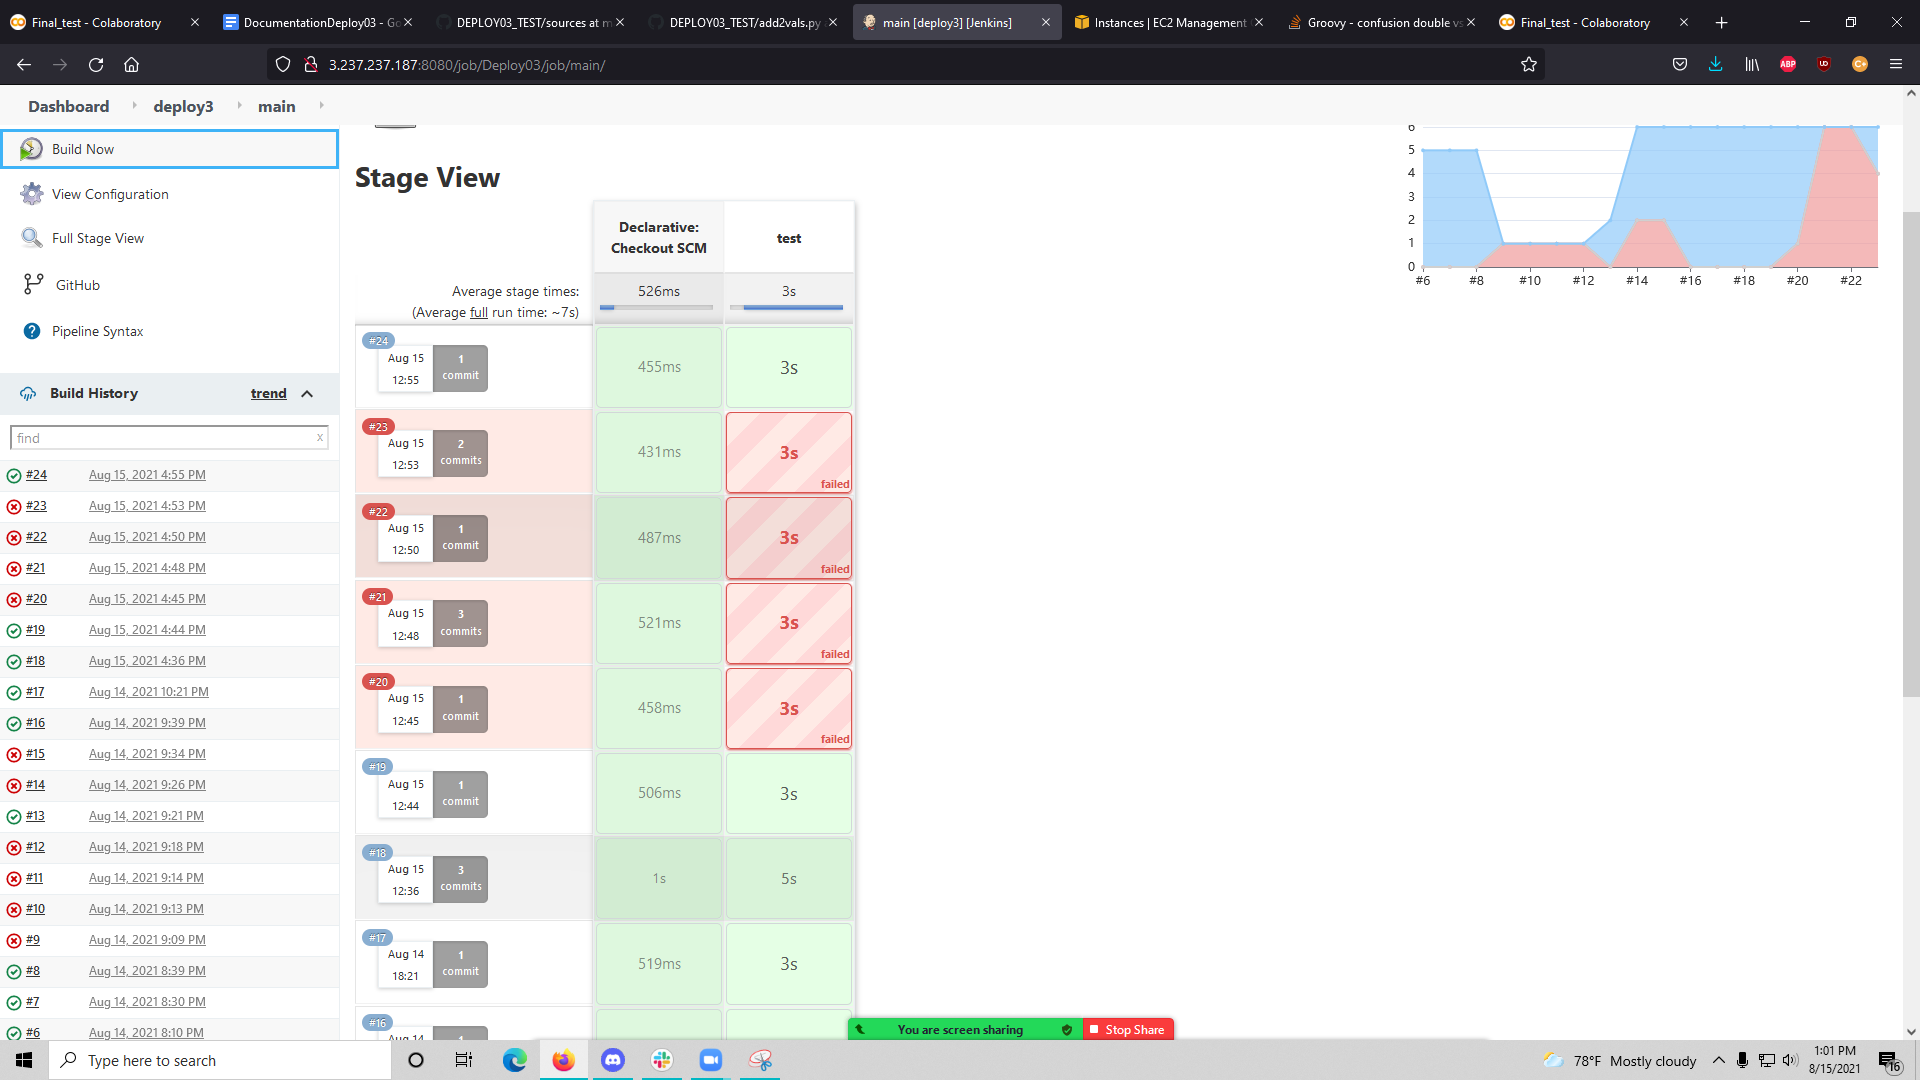 Final_test - Colaboratory
DocumentationDeploy03 - Go
DEPLOY03_TEST/sources at m
DEPLOY03_TEST/add2vals.py
main [deploy3] [Jenkins]
Instances | EC2 Management
Groovy - confusion double vs
Final_test - Colaboratory
3.237.237.187:8080/job/Deploy03/job/main/
ABP
Dashboard
deploy3
main
Build Now
View Configuration
Full Stage View
GitHub
Pipeline Syntax
Build History
trend
find
x
#24 Aug 15, 2021 4:55 PM
#23 Aug 15, 2021 4:53 PM
#22 Aug 15, 2021 4:50 PM
#21 Aug 15, 2021 4:48 PM
#20 Aug 15, 2021 4:45 PM
#19 Aug 15, 2021 4:44 PM
#18 Aug 15, 2021 4:36 PM
#17 Aug 14, 2021 10:21 PM
#16 Aug 14, 2021 9:39 PM
#15 Aug 14, 2021 9:34 PM
#14 Aug 14, 2021 9:26 PM
#13 Aug 14, 2021 9:21 PM
#12 Aug 14, 2021 9:18 PM
#11 Aug 14, 2021 9:14 PM
#10 Aug 14, 2021 9:13 PM
#9 Aug 14, 2021 9:09 PM
#8 Aug 14, 2021 8:39 PM
#7 Aug 14, 2021 8:30 PM
#6 Aug 14, 2021 8:10 PM
Stage View
Declarative:
Checkout SCM
test
Average stage times:
(Average full run time: ~7s)
526ms
3s
#24
Aug 15
12:55
1
commit
455ms
3s
#23
Aug 15
12:53
2
commits
431ms
3s
failed
#22
Aug 15
12:50
1
commit
487ms
3s
failed
#21
Aug 15
12:48
3
commits
521ms
3s
failed
#20
Aug 15
12:45
1
commit
458ms
3s
failed
#19
Aug 15
12:44
1
commit
506ms
3s
#18
Aug 15
12:36
3
commits
1s
5s
#17
Aug 14
18:21
1
commit
519ms
3s
#16
Aug 14
1
6
5
4
3
2
1
0
#6 #8 #10 #12 #14 #16 #18 #20 #22
You are screen sharing
Stop Share
Type here to search
78°F Mostly cloudy
1:01 PM
8/15/2021
16